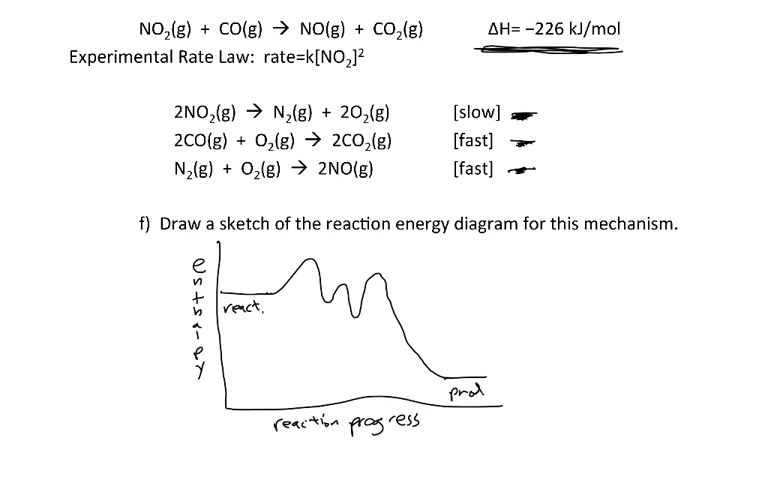 NO₂(g) + CO(g) → NO(g) + CO₂(g) ΔH= −226 kJ/mol
Experimental Rate Law: rate=k[NO₂]²
2NO₂(g) → N₂(g) + 2O₂(g) [slow]
2CO(g) + O₂(g) → 2CO₂(g) [fast]
N₂(g) + O₂(g) → 2NO(g) [fast]
f) Draw a sketch of the reaction energy diagram for this mechanism.
enthalpy
react.
prod
reaction progress